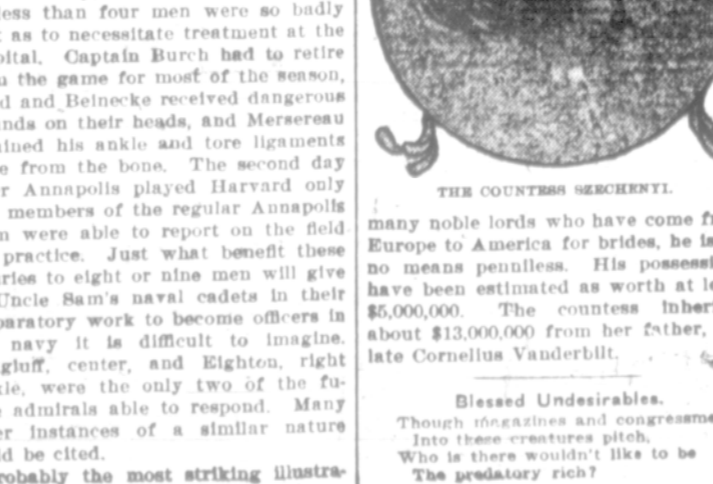 less than four men were so badly
as to necessitate treatment at the
pital. Captain Burch had to retire
the game for most of the season,
d and Beinecke received dangerous
unds on their heads, and Mersereau
ained his ankle and tore ligaments
e from the bone. The second day
r Annapolis played Harvard only
members of the regular Annapolis
n were able to report on the field
practice. Just what benefit these
uries to eight or nine men will give
Uncle Sam's naval cadets in their
paratory work to become officers in
navy it is difficult to imagine.
gluff, center, and Eighton, right
kle, were the only two of the fu-
admirals able to respond. Many
er instances of a similar nature
ld be cited.
robably the most striking illustra-
THE COUNTESS SZECHENYI.
many noble lords who have come f
Europe to America for brides, he is
no means penniless. His possessi
have been estimated as worth at le
$5,000,000. The countess inher
about $13,000,000 from her father,
late Cornelius Vanderbilt.
Blessed Undesirables.
Though magazines and congressme
Into these creatures pitch,
Who is there wouldn't like to be
The predatory rich?